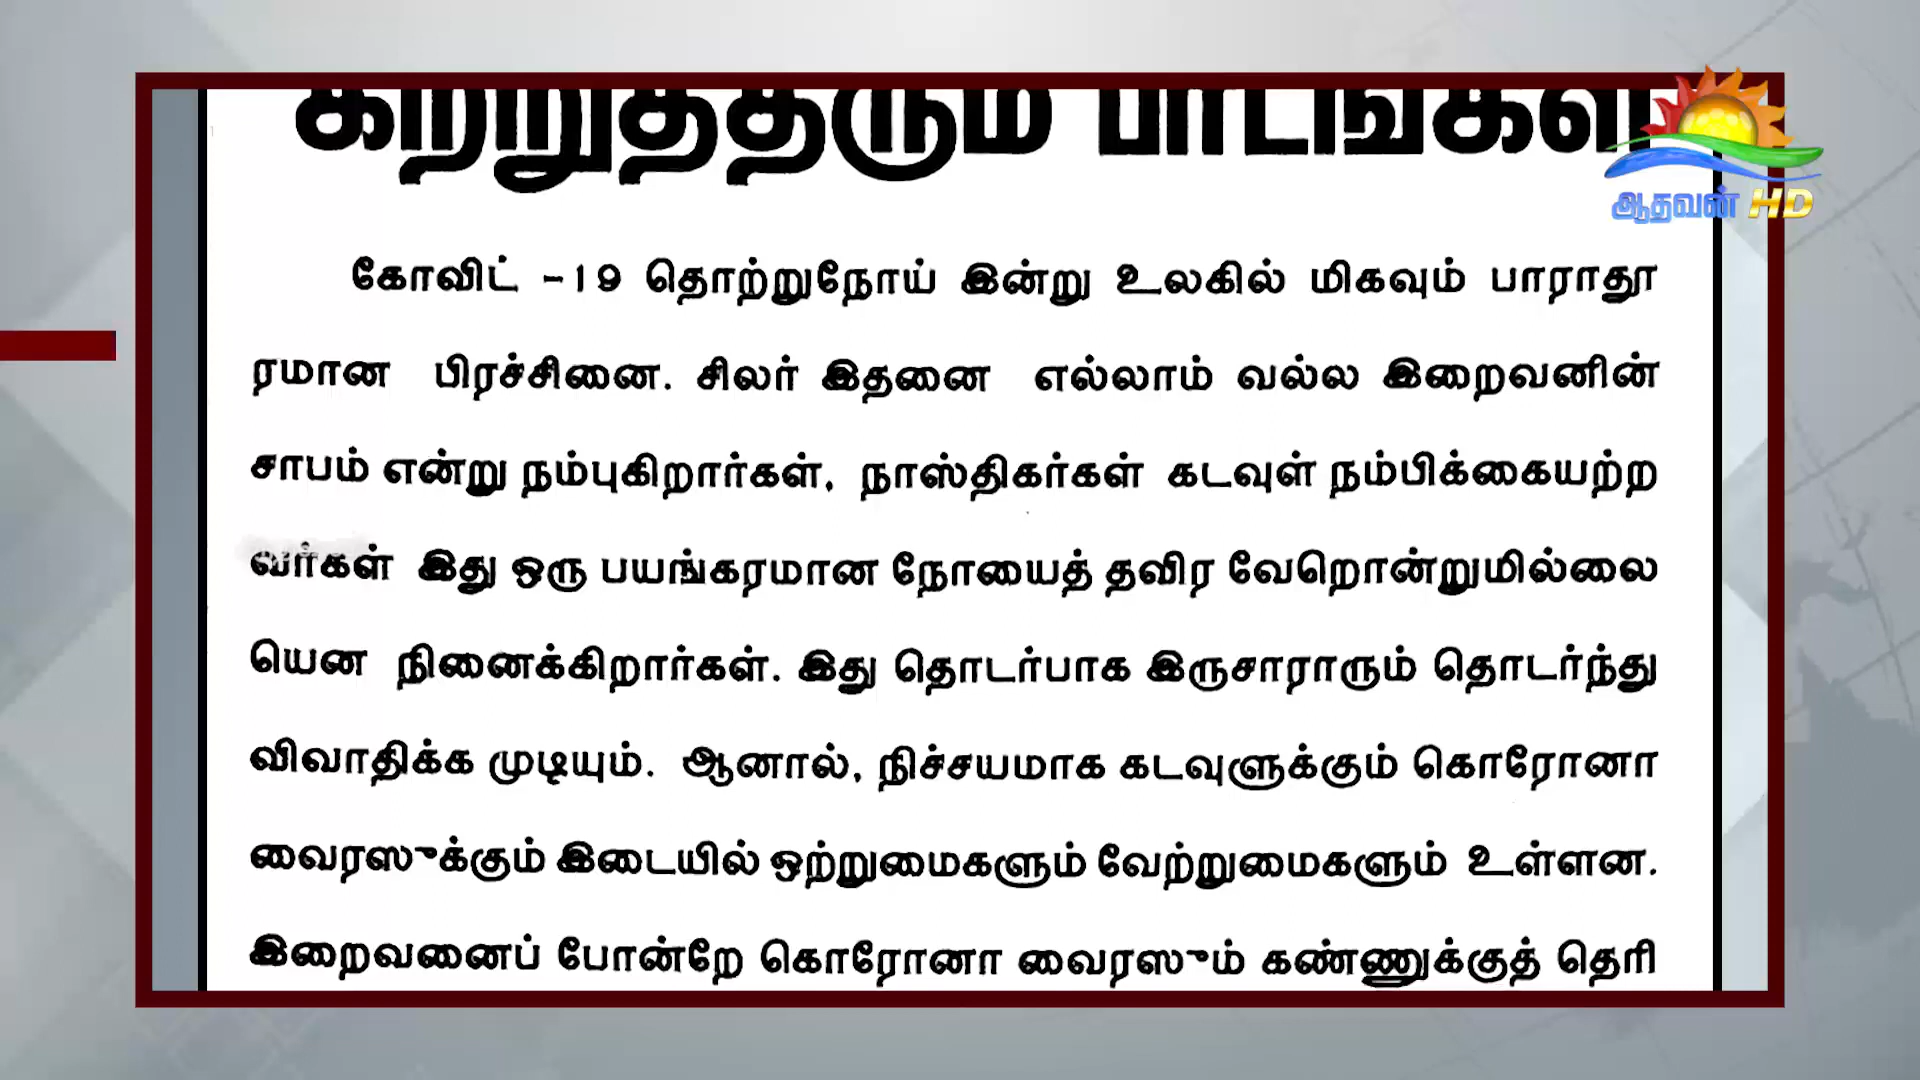 கற்றுத்தரும் பாடங்கள்
ஆதவன் HD
கோவிட் -19 தொற்றுநோய் இன்று உலகில் மிகவும் பாராதூ
ரமான பிரச்சினை. சிலர் இதனை எல்லாம் வல்ல இறைவனின்
சாபம் என்று நம்புகிறார்கள், நாஸ்திகர்கள் கடவுள் நம்பிக்கையற்ற
வர்கள் இது ஒரு பயங்கரமான நோயைத் தவிர வேறொன்றுமில்லை
யென நினைக்கிறார்கள். இது தொடர்பாக இருசாராரும் தொடர்ந்து
விவாதிக்க முடியும். ஆனால், நிச்சயமாக கடவுளுக்கும் கொரோனா
வைரஸுக்கும் இடையில் ஒற்றுமைகளும் வேற்றுமைகளும் உள்ளன.
இறைவனைப் போன்றே கொரோனா வைரஸும் கண்ணுக்குத் தெரி